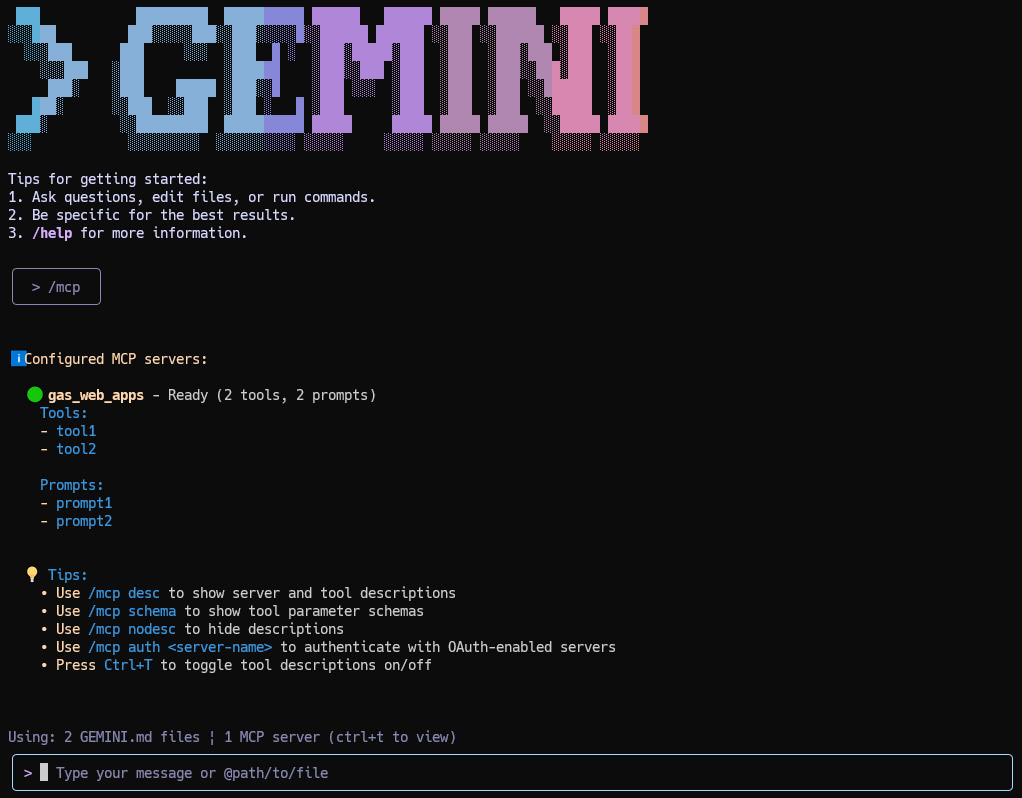 > GEMINI
Tips for getting started:
1. Ask questions, edit files, or run commands.
2. Be specific for the best results.
3. /help for more information.
> /mcp
ℹ Configured MCP servers:
gas_web_apps - Ready (2 tools, 2 prompts)
Tools:
- tool1
- tool2
Prompts:
- prompt1
- prompt2
💡 Tips:
• Use /mcp desc to show server and tool descriptions
• Use /mcp schema to show tool parameter schemas
• Use /mcp nodesc to hide descriptions
• Use /mcp auth <server-name> to authenticate with OAuth-enabled servers
• Press Ctrl+T to toggle tool descriptions on/off
Using: 2 GEMINI.md files ¦ 1 MCP server (ctrl+t to view)
> Type your message or @path/to/file